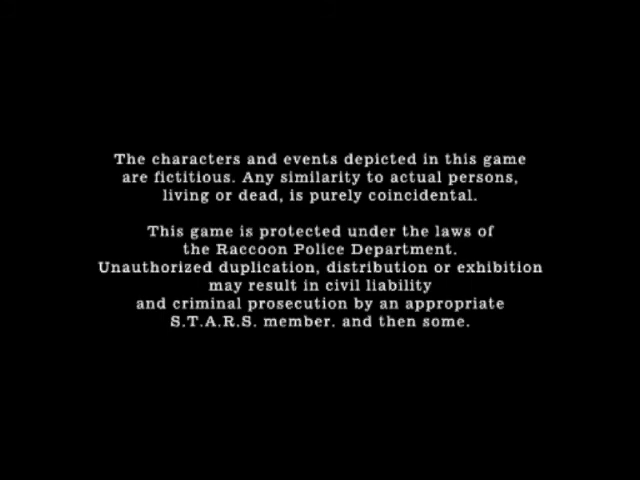 The characters and events depicted in this game
are fictitious. Any similarity to actual persons,
living or dead, is purely coincidental.
This game is protected under the laws of
the Raccoon Police Department.
Unauthorized duplication, distribution or exhibition
may result in civil liability
and criminal prosecution by an appropriate
S.T.A.R.S. member. and then some.